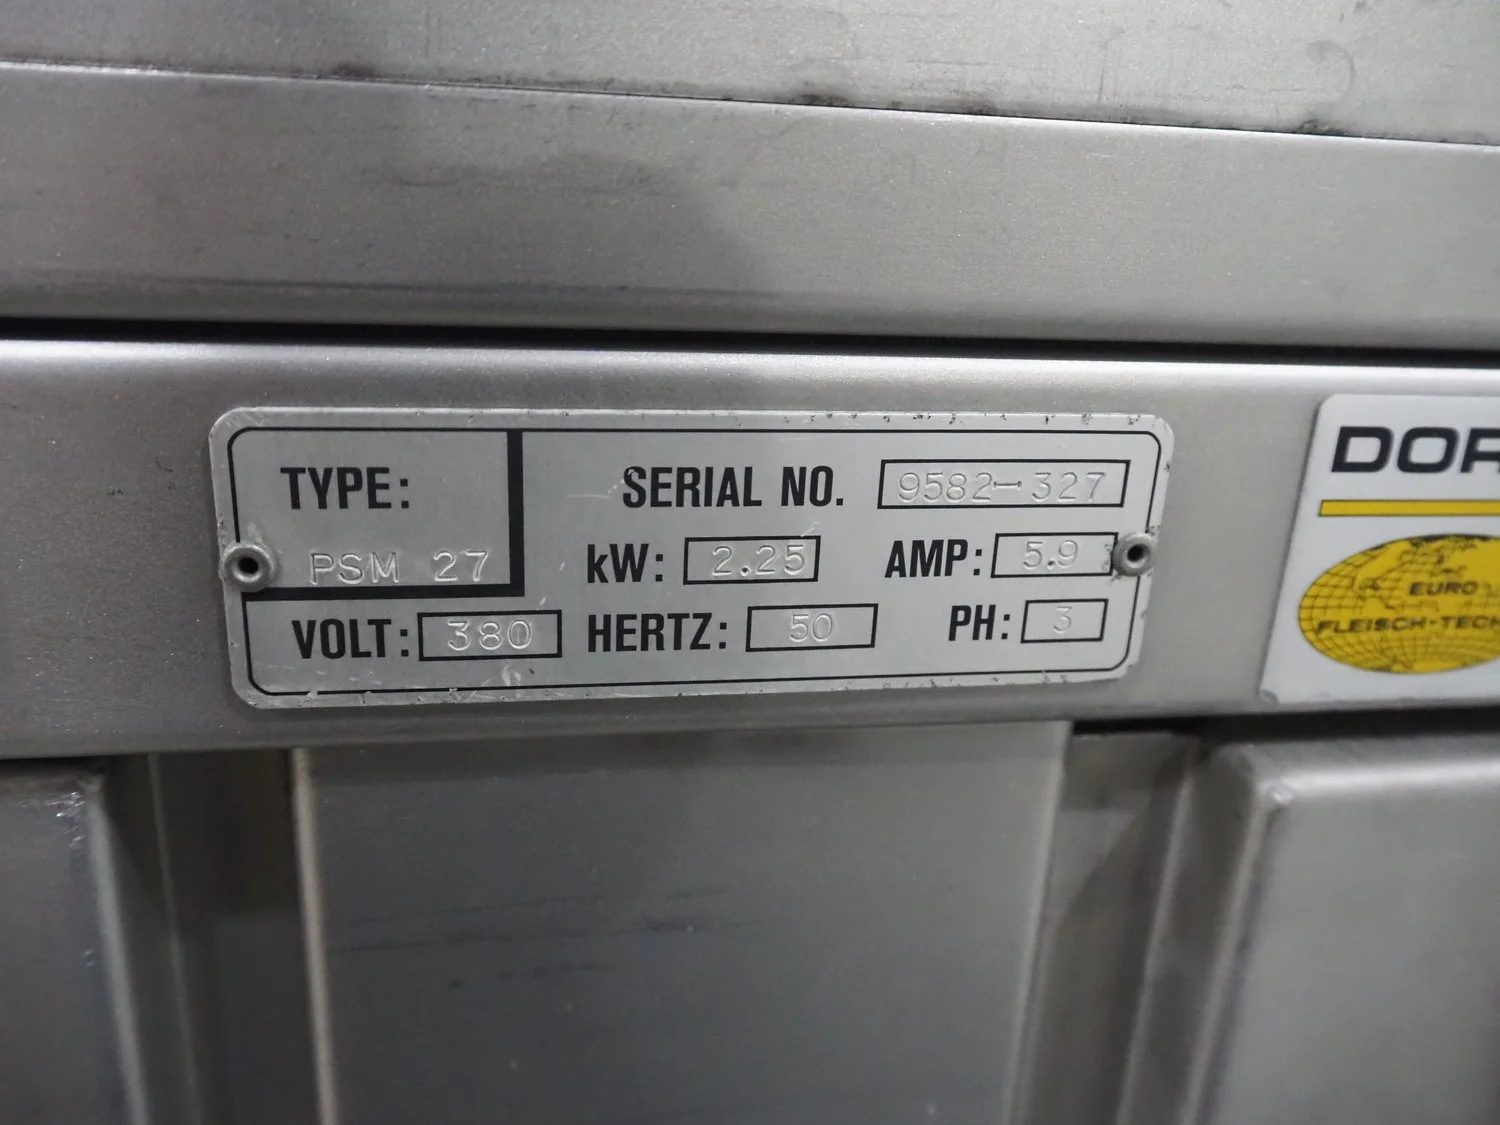 TYPE:
PSM 27
SERIAL NO. 9582-327
kW: 2.25 AMP: 5.9
VOLT: 380 HERTZ: 50 PH: 3
DOR
EURO
FLEISCH-TECH